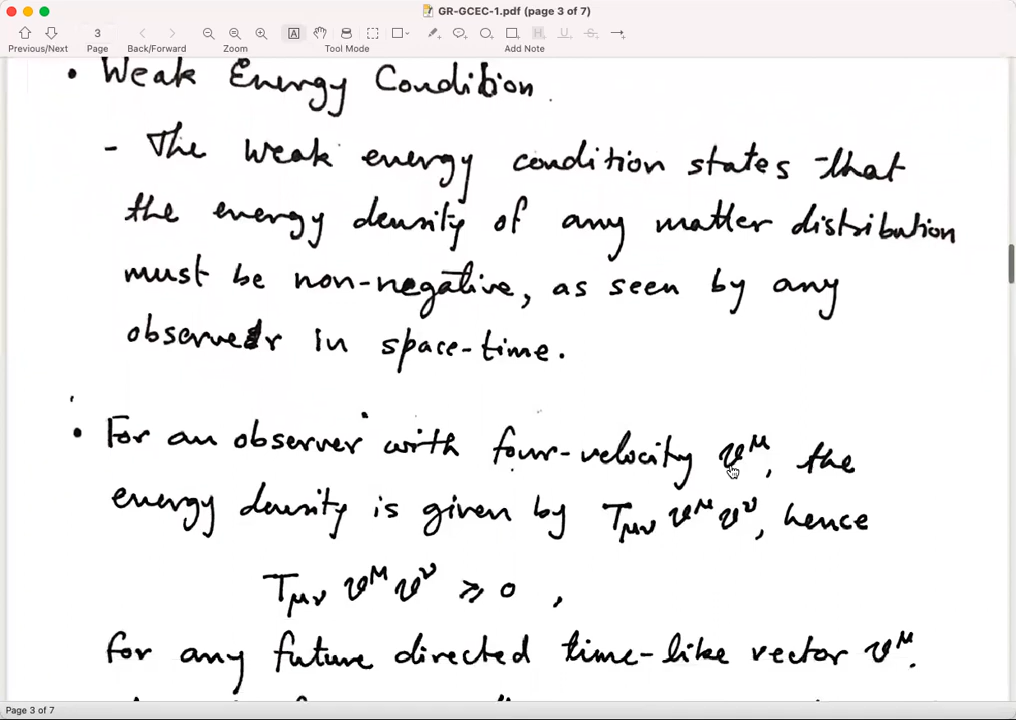 GR-GCEC-1.pdf (page 3 of 7)
3
Previous/Next Page Back/Forward Zoom Tool Mode Add Note
• Weak Energy Condition.
- The weak energy condition states that
the energy density of any matter distribution
must be non-negative, as seen by any
observer in space-time.
• For an observer with four-velocity v^μ, the
energy density is given by T_μν v^μ v^ν, hence
T_μν v^μ v^ν ⩾ 0 ,
for any future directed time-like vector v^μ.
Page 3 of 7